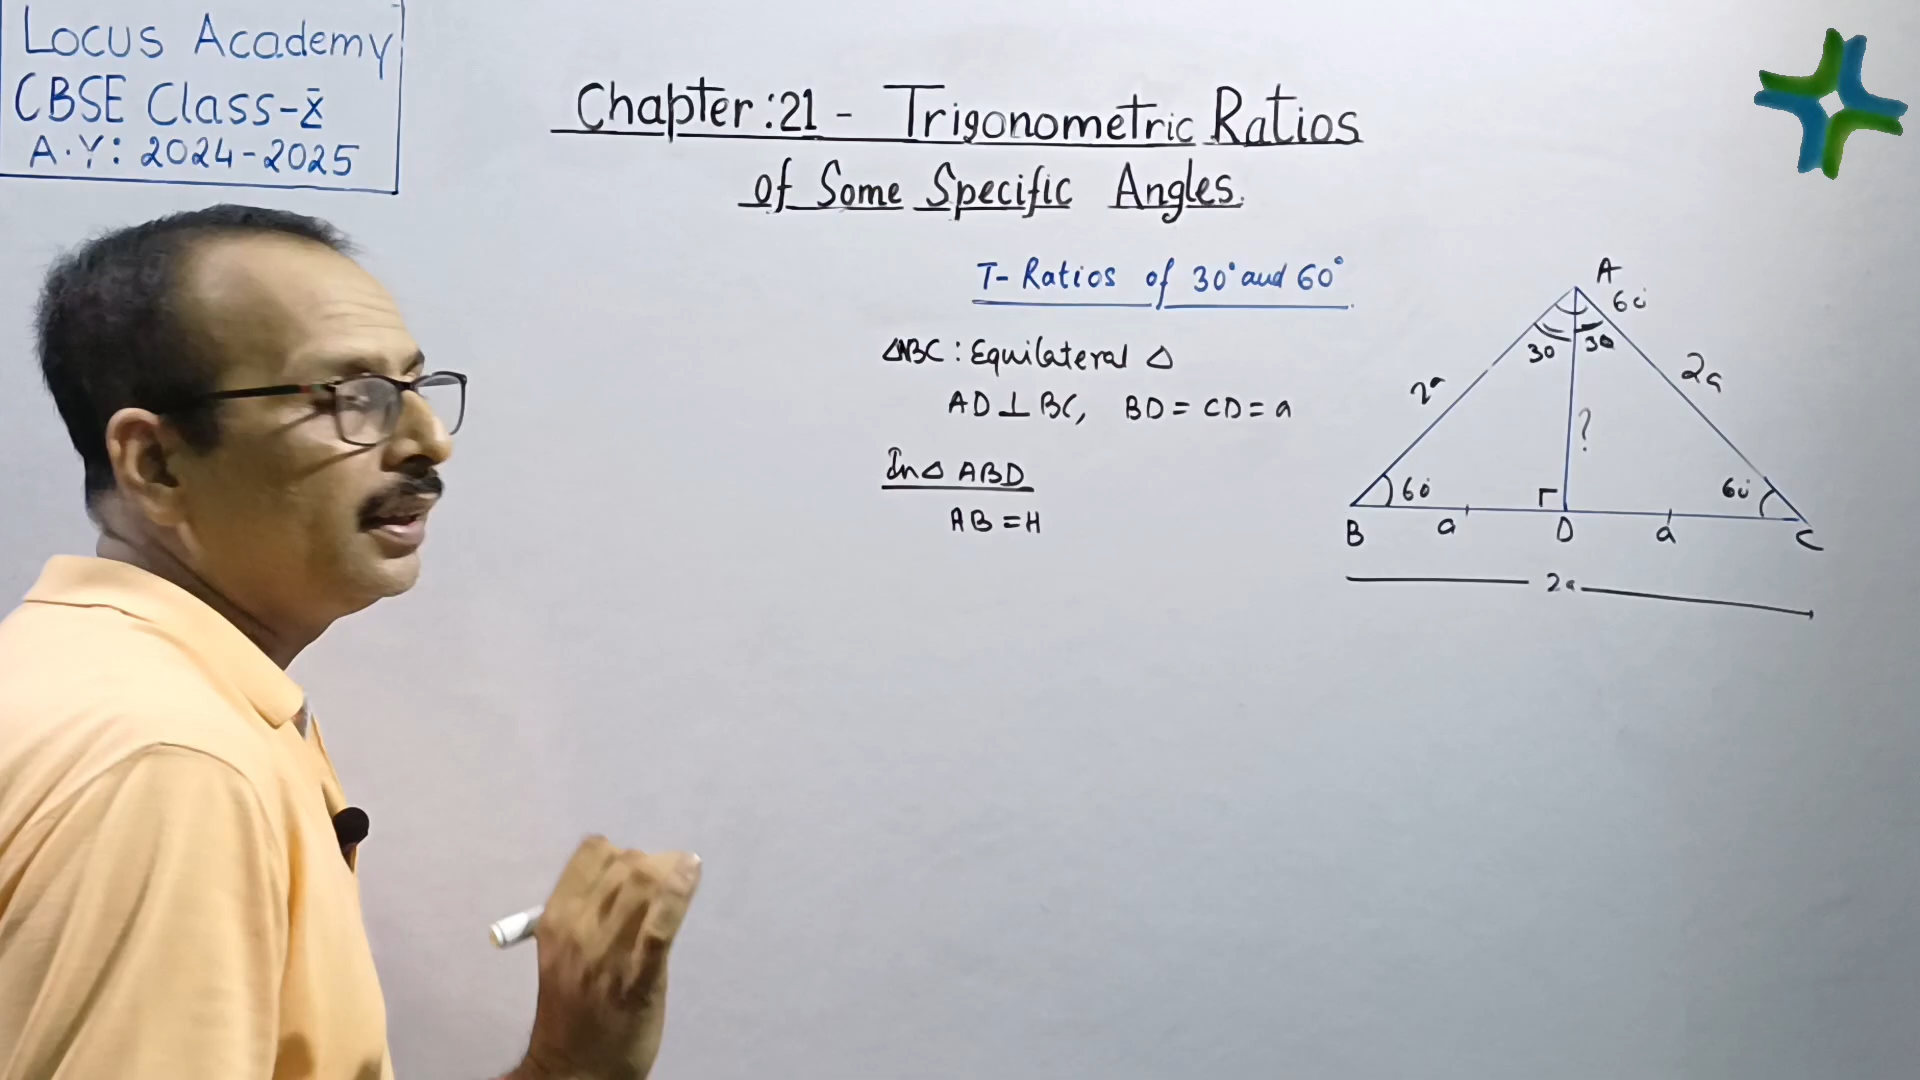 Locus Academy
CBSE Class-X
A.Y: 2024-2025
Chapter:21 - Trigonometric Ratios
of Some Specific Angles.
T-Ratios of 30° and 60°
△ABC : Equilateral △
AD ⊥ BC, BD = CD = a
In △ ABD
AB = H
A
60°
30 30
2a
2a
?
60°
60°
B
a
D
a
C
2a